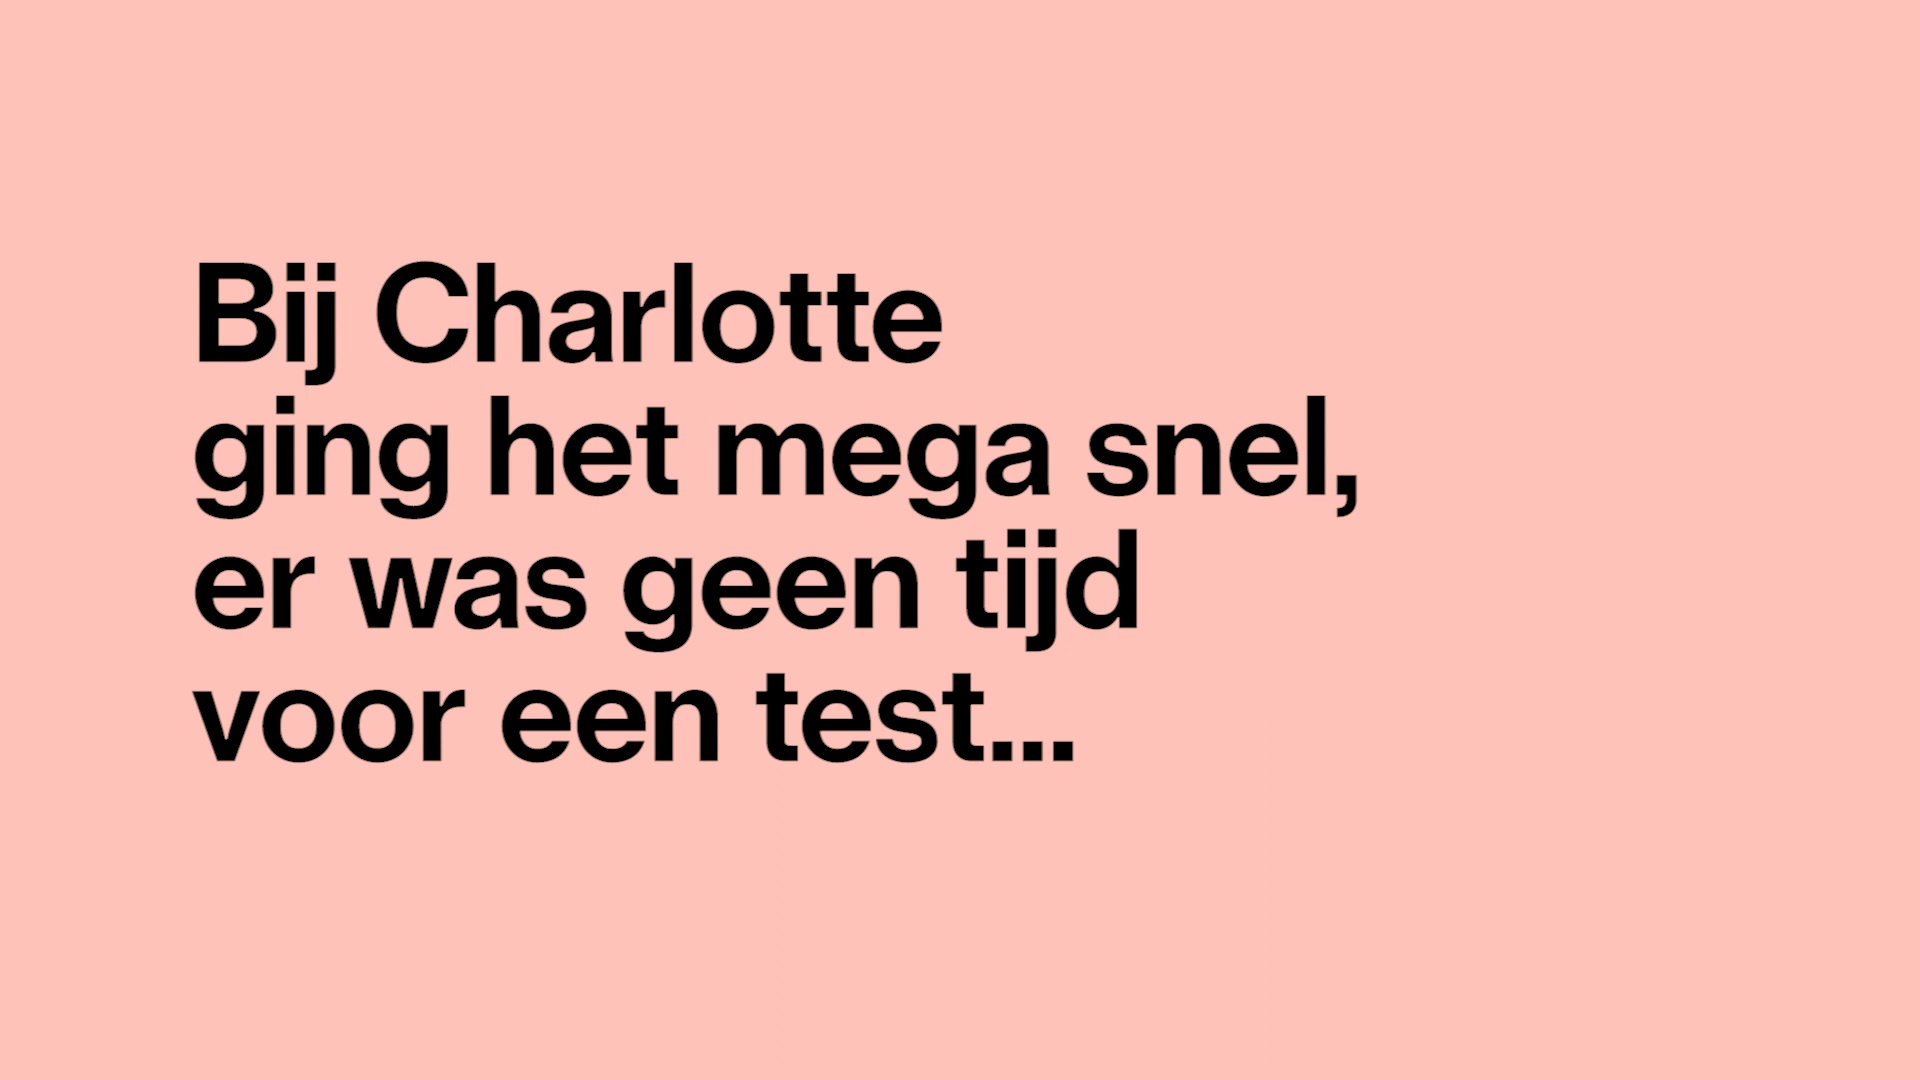 Bij Charlotte
ging het mega snel,
er was geen tijd
voor een test...